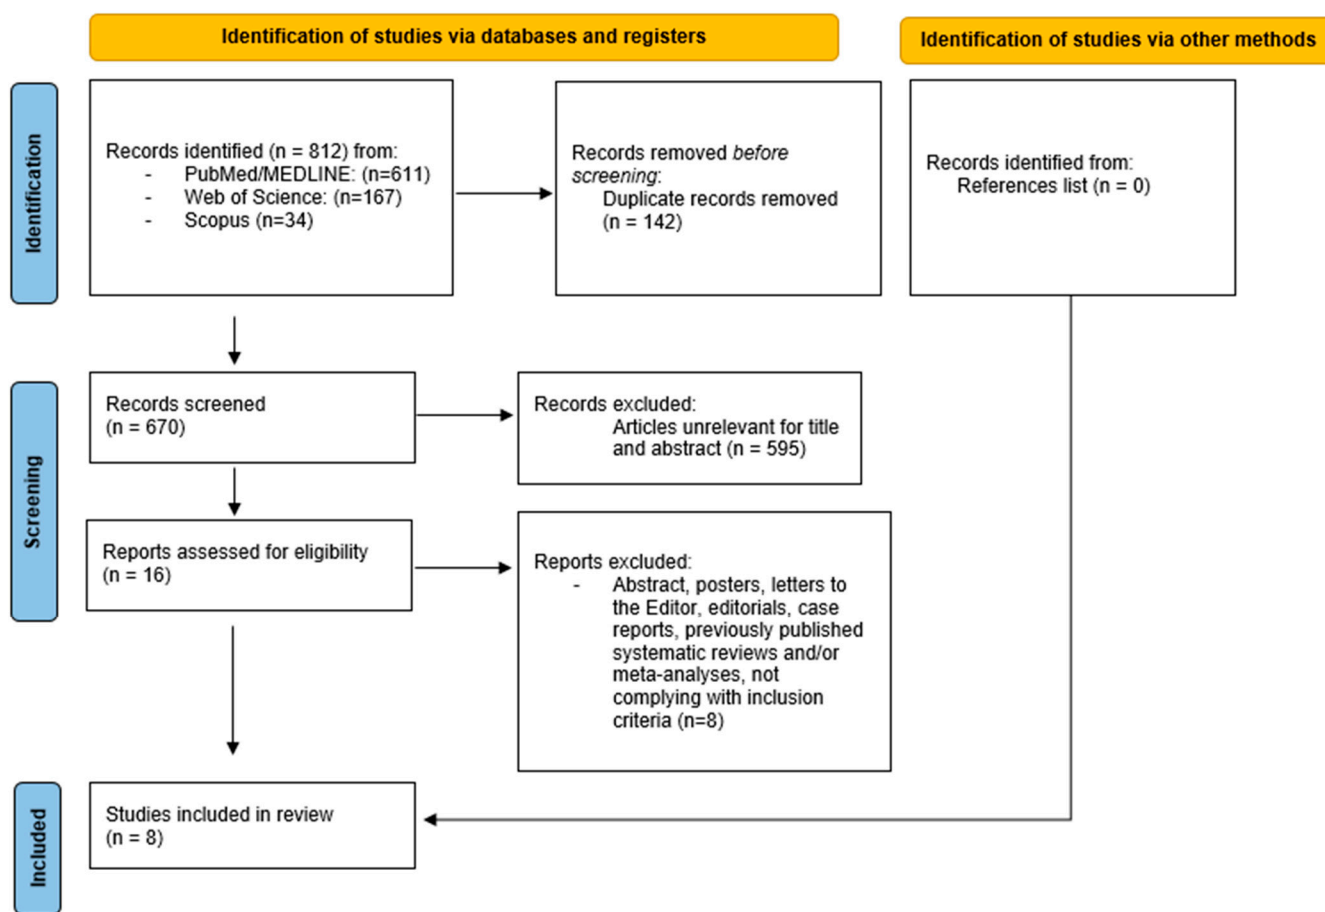 Identification of studies via databases and registers
Identification of studies via other methods
Identification
Records identified (n = 812) from:
- PubMed/MEDLINE: (n=611)
- Web of Science: (n=167)
- Scopus (n=34)
Records removed before
screening:
Duplicate records removed
(n = 142)
Records identified from:
References list (n = 0)
Screening
Records screened
(n = 670)
Records excluded:
Articles unrelevant for title
and abstract (n = 595)
Reports assessed for eligibility
(n = 16)
Reports excluded:
- Abstract, posters, letters to
the Editor, editorials, case
reports, previously published
systematic reviews and/or
meta-analyses, not
complying with inclusion
criteria (n=8)
Included
Studies included in review
(n = 8)